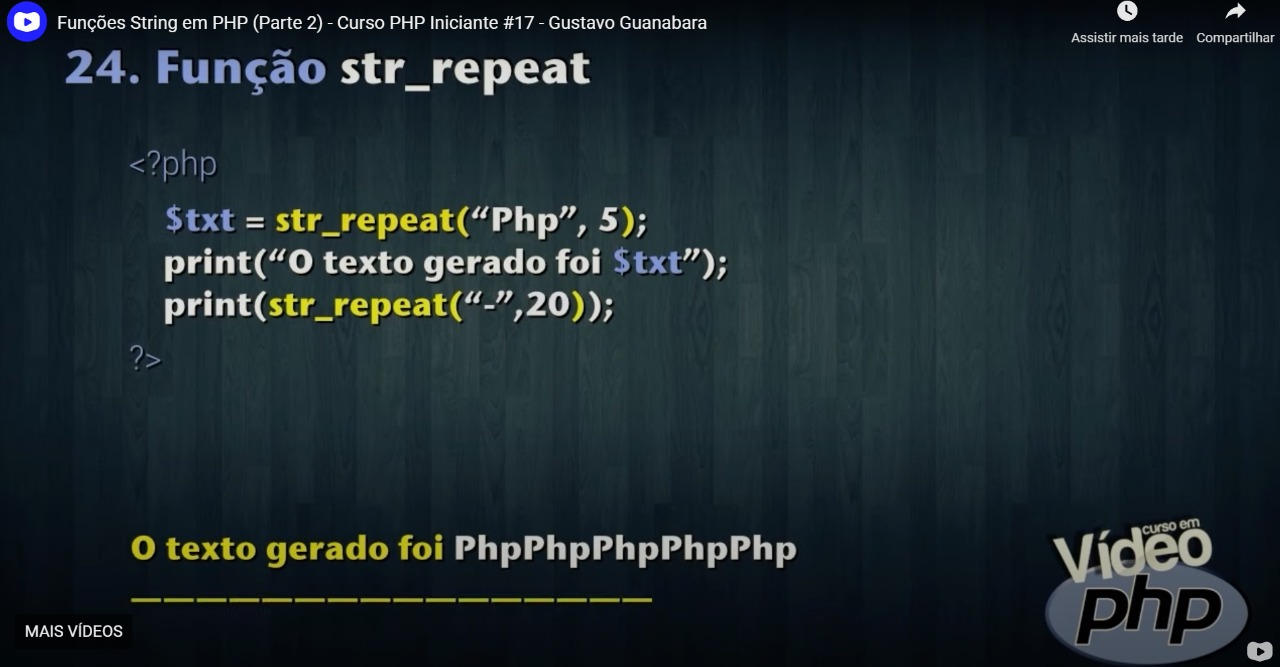 Funções String em PHP (Parte 2) - Curso PHP Iniciante #17 - Gustavo Guanabara
Assistir mais tarde
Compartilhar
24. Função str_repeat
<?php
$txt = str_repeat(“Php”, 5);
print(“O texto gerado foi $txt”);
print(str_repeat(“-”,20));
?>
O texto gerado foi PhpPhpPhpPhpPhp
————————————————
MAIS VÍDEOS
curso em
Vídeo
php